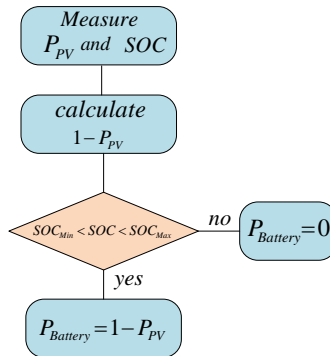 Measure
P_PV and SOC
calculate
1−P_PV
SOC_Min < SOC < SOC_Max
no
P_Battery=0
yes
P_Battery=1−P_PV